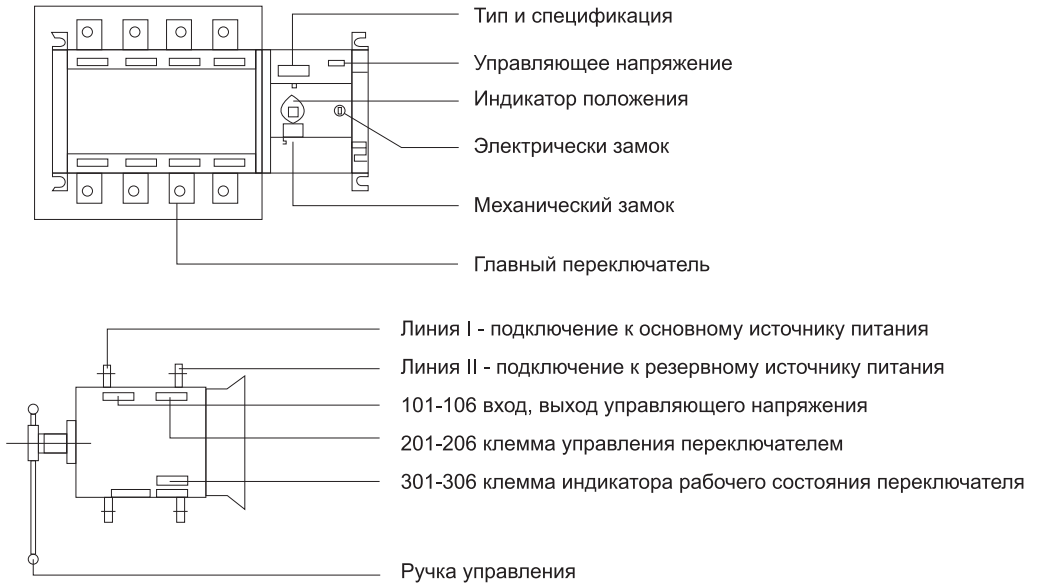 Тип и спецификация
Управляющее напряжение
Индикатор положения
Электрически замок
Механический замок
Главный переключатель
Линия I - подключение к основному источнику питания
Линия II - подключение к резервному источнику питания
101-106 вход, выход управляющего напряжения
201-206 клемма управления переключателем
301-306 клемма индикатора рабочего состояния переключателя
Ручка управления